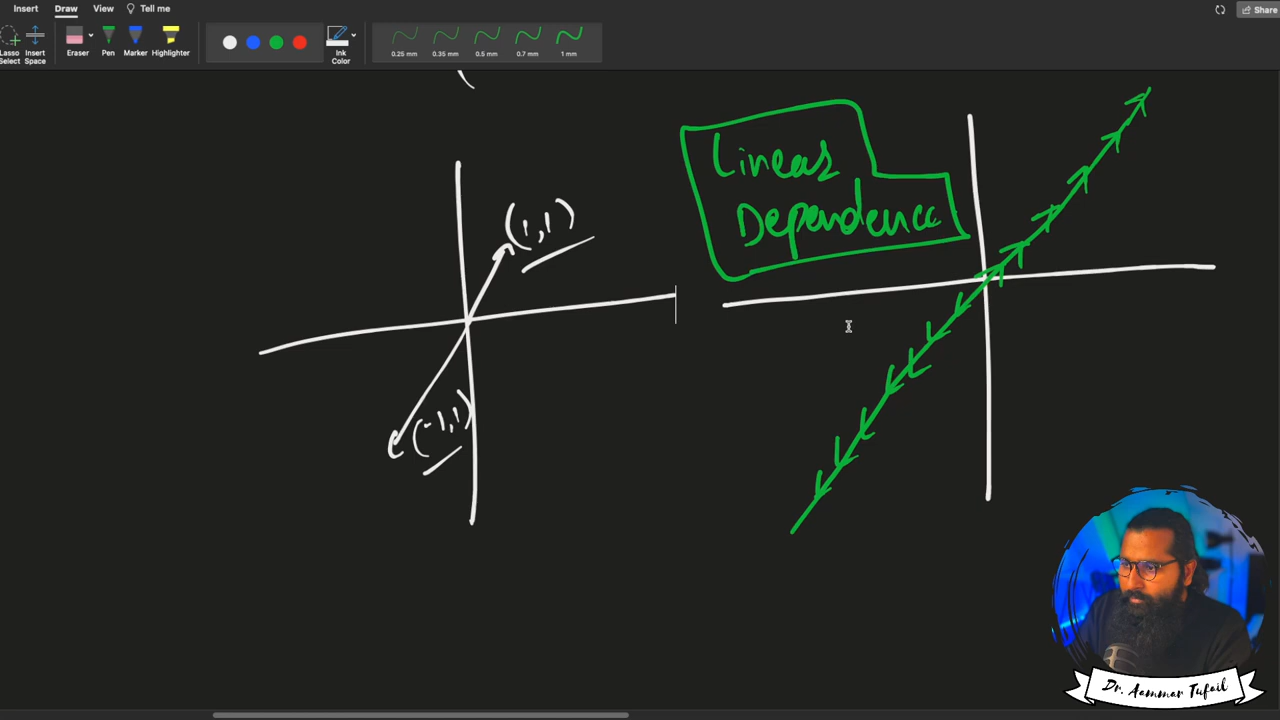 Insert Draw View Tell me Share
Lasso Select Insert Space Eraser Pen Marker Highlighter Ink Color 0.25 mm 0.35 mm 0.5 mm 0.7 mm 1 mm
(1,1)
(-1,1)
Linear
Dependence
Dr. Aammar Tufail